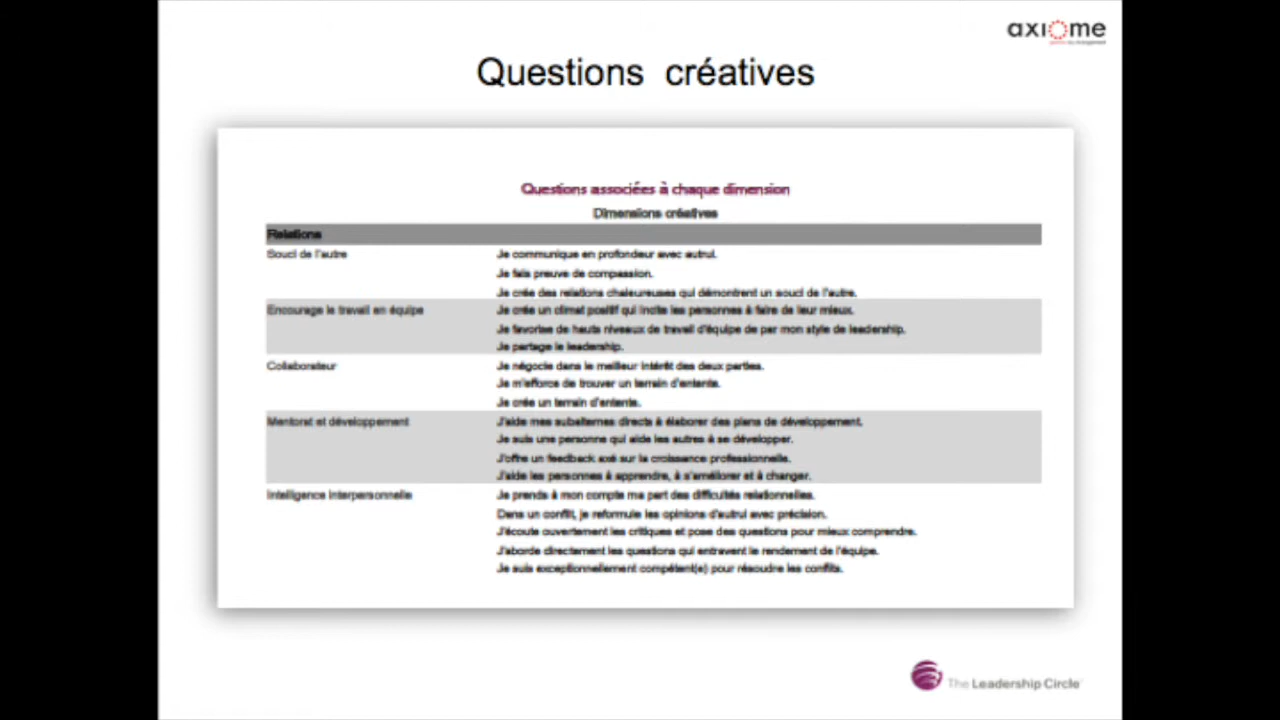 axiome
Questions créatives
Questions associées à chaque dimension
Dimensions créatives
Relations
Souci de l'autre
Je communique en profondeur avec autrui.
Je fais preuve de compassion.
Je crée des relations chaleureuses qui démontrent un souci de l'autre.
Encourage le travail en équipe
Je crée un climat positif qui incite les personnes à faire de leur mieux.
Je favorise de hauts niveaux de travail d'équipe de par mon style de leadership.
Je partage le leadership.
Collaborateur
Je négocie dans le meilleur intérêt des deux parties.
Je m'efforce de trouver un terrain d'entente.
Je crée un terrain d'entente.
Mentorat et développement
J'aide mes subalternes directs à élaborer des plans de développement.
Je suis une personne qui aide les autres à se développer.
J'offre un feedback axé sur la croissance professionnelle.
J'aide les personnes à apprendre, à s'améliorer et à changer.
Intelligence interpersonnelle
Je prends à mon compte ma part des difficultés relationnelles.
Dans un conflit, je reformule les opinions d'autrui avec précision.
J'écoute ouvertement les critiques et pose des questions pour mieux comprendre.
J'aborde directement les questions qui entravent le rendement de l'équipe.
Je suis exceptionnellement compétent(e) pour résoudre les conflits.
The Leadership Circle